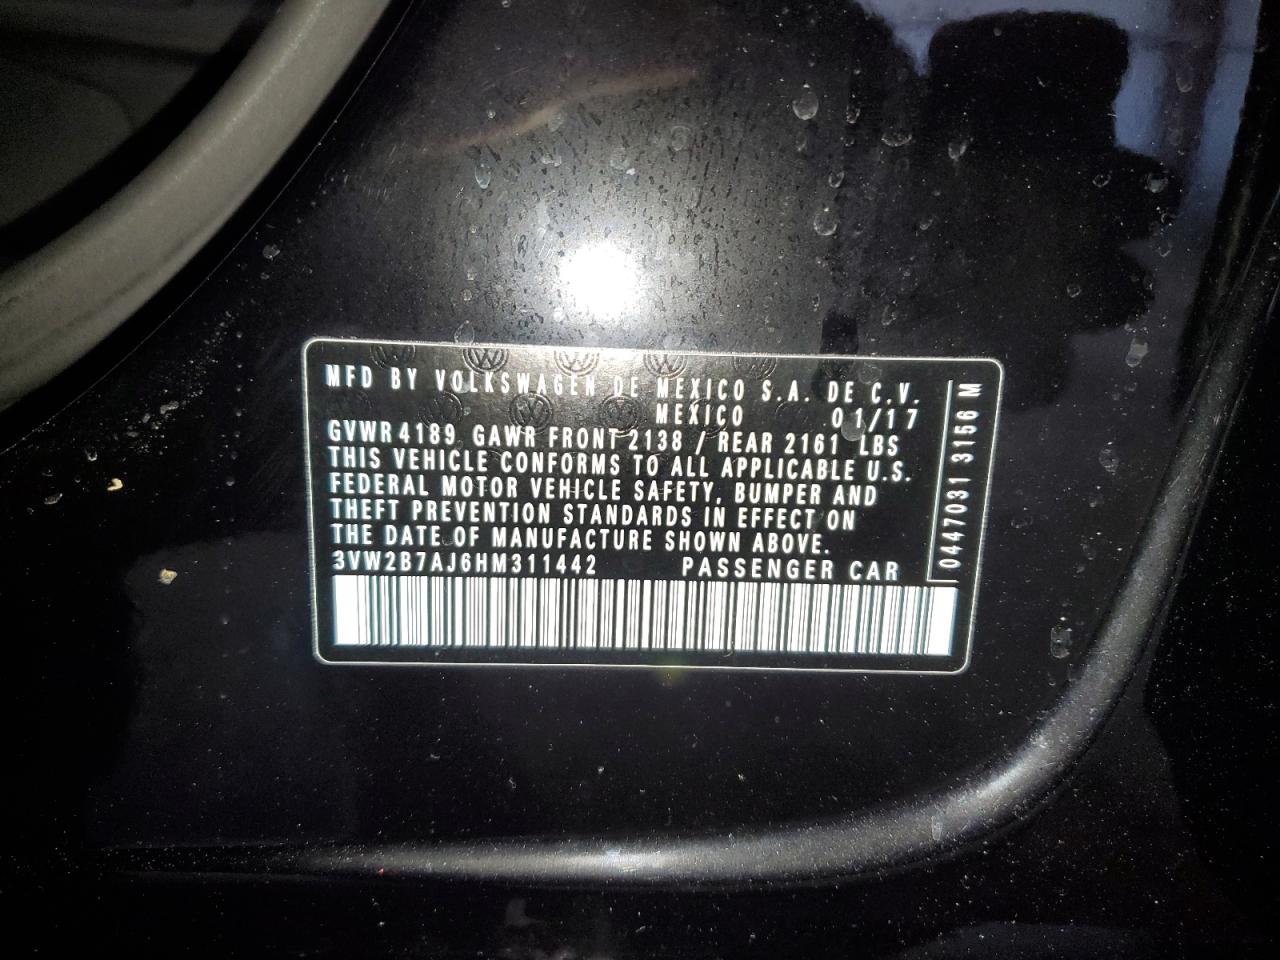 MFD BY VOLKSWAGEN DE MEXICO S.A. DE C.V.
MEXICO 01/17
GVWR 4189 GAWR FRONT 2138 / REAR 2161 LBS
THIS VEHICLE CONFORMS TO ALL APPLICABLE U.S.
FEDERAL MOTOR VEHICLE SAFETY, BUMPER AND
THEFT PREVENTION STANDARDS IN EFFECT ON
THE DATE OF MANUFACTURE SHOWN ABOVE.
3VW2B7AJ6HM311442 PASSENGER CAR
0447031 3156 M